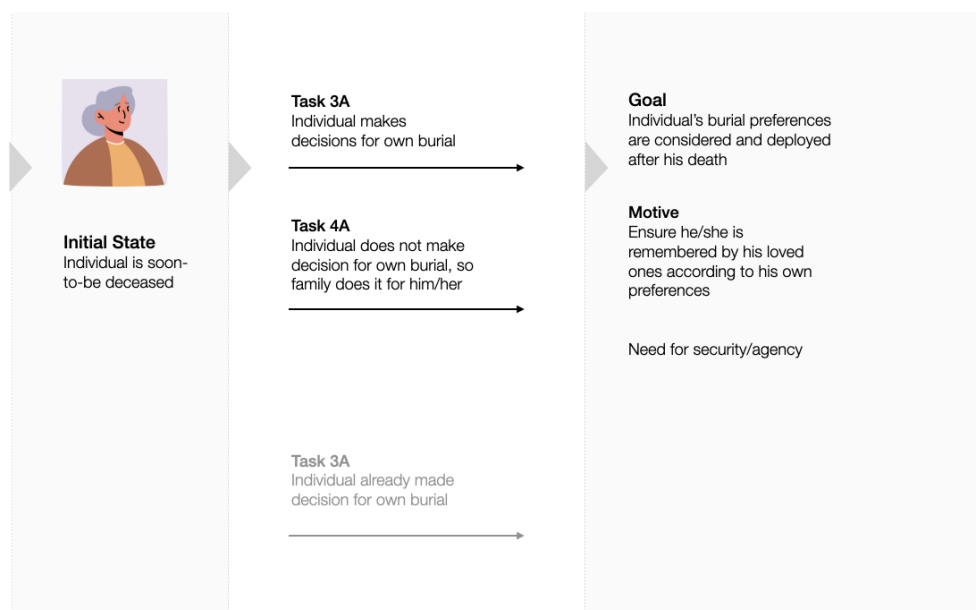 Initial State
Individual is soon-
to-be deceased
Task 3A
Individual makes
decisions for own burial
Task 4A
Individual does not make
decision for own burial, so
family does it for him/her
Task 3A
Individual already made
decision for own burial
Goal
Individual's burial preferences
are considered and deployed
after his death
Motive
Ensure he/she is
remembered by his loved
ones according to his own
preferences
Need for security/agency